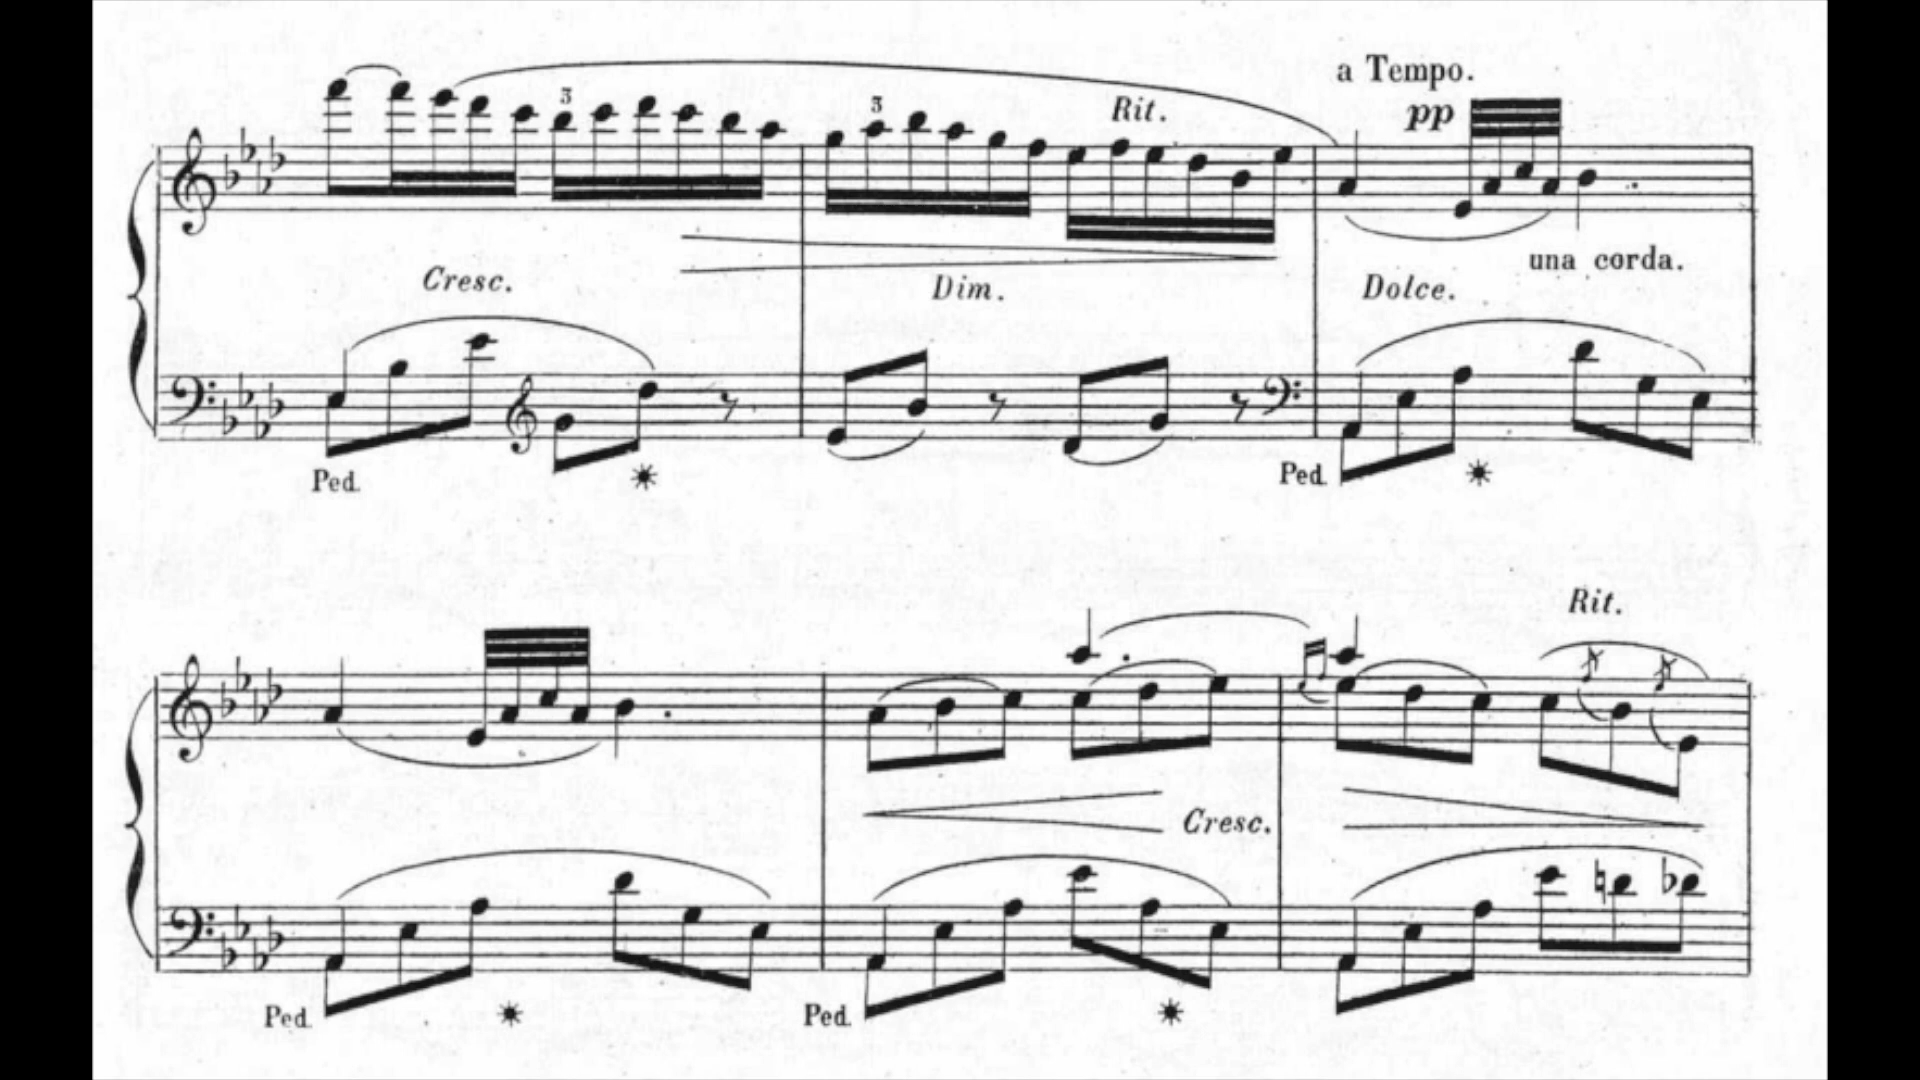 a Tempo.
3 3 Rit. pp
Cresc. Dim. Dolce. una corda.
Ped. Ped.
Rit.
Cresc.
Ped. Ped.